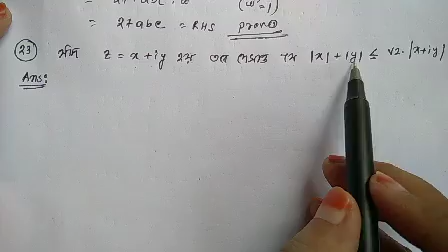 = 27abc = RHS proved
(23) যদি z = x+iy হয় তবে দেখাও যে |x| + |y| ≤ √2. |x+iy|
Ans: